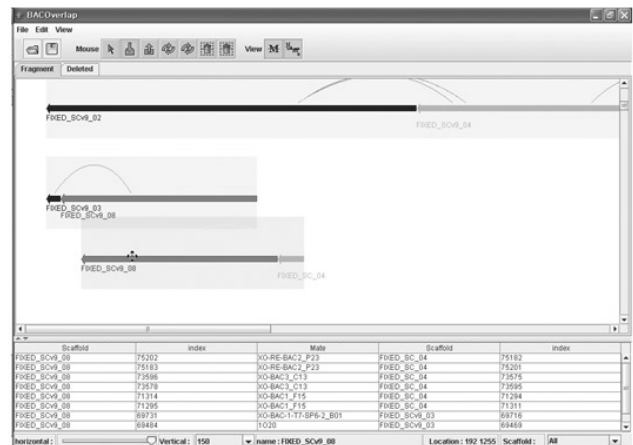 BACOverlap
File Edit View
Mouse View M
Fragment Deleted
FIXED_SCv9_02
FIXED_SCv9_04
FIXED_SCv9_03
FIXED_SCv9_08
FIXED_SCv9_08
FIXED_SC_04
Scaffold index Mate Scaffold index
FIXED_SCv9_08 75202 XO-RE-BAC2_P23 FIXED_SC_04 75182
FIXED_SCv9_08 75183 XO-RE-BAC2_P23 FIXED_SC_04 75201
FIXED_SCv9_08 73596 XO-BAC3_C13 FIXED_SC_04 73575
FIXED_SCv9_08 73578 XO-BAC3_C13 FIXED_SC_04 73595
FIXED_SCv9_08 71314 XO-BAC1_F15 FIXED_SC_04 71294
FIXED_SCv9_08 71295 XO-BAC1_F15 FIXED_SC_04 71311
FIXED_SCv9_08 69731 XO-BAC-1-T7-SP6-2_B01 FIXED_SCv9_03 69716
FIXED_SCv9_08 69484 1O20 FIXED_SCv9_03 69469
horizontal : Vertical : 150 name : FIXED_SCv9_08 Location : 192 1255 Scaffold : All